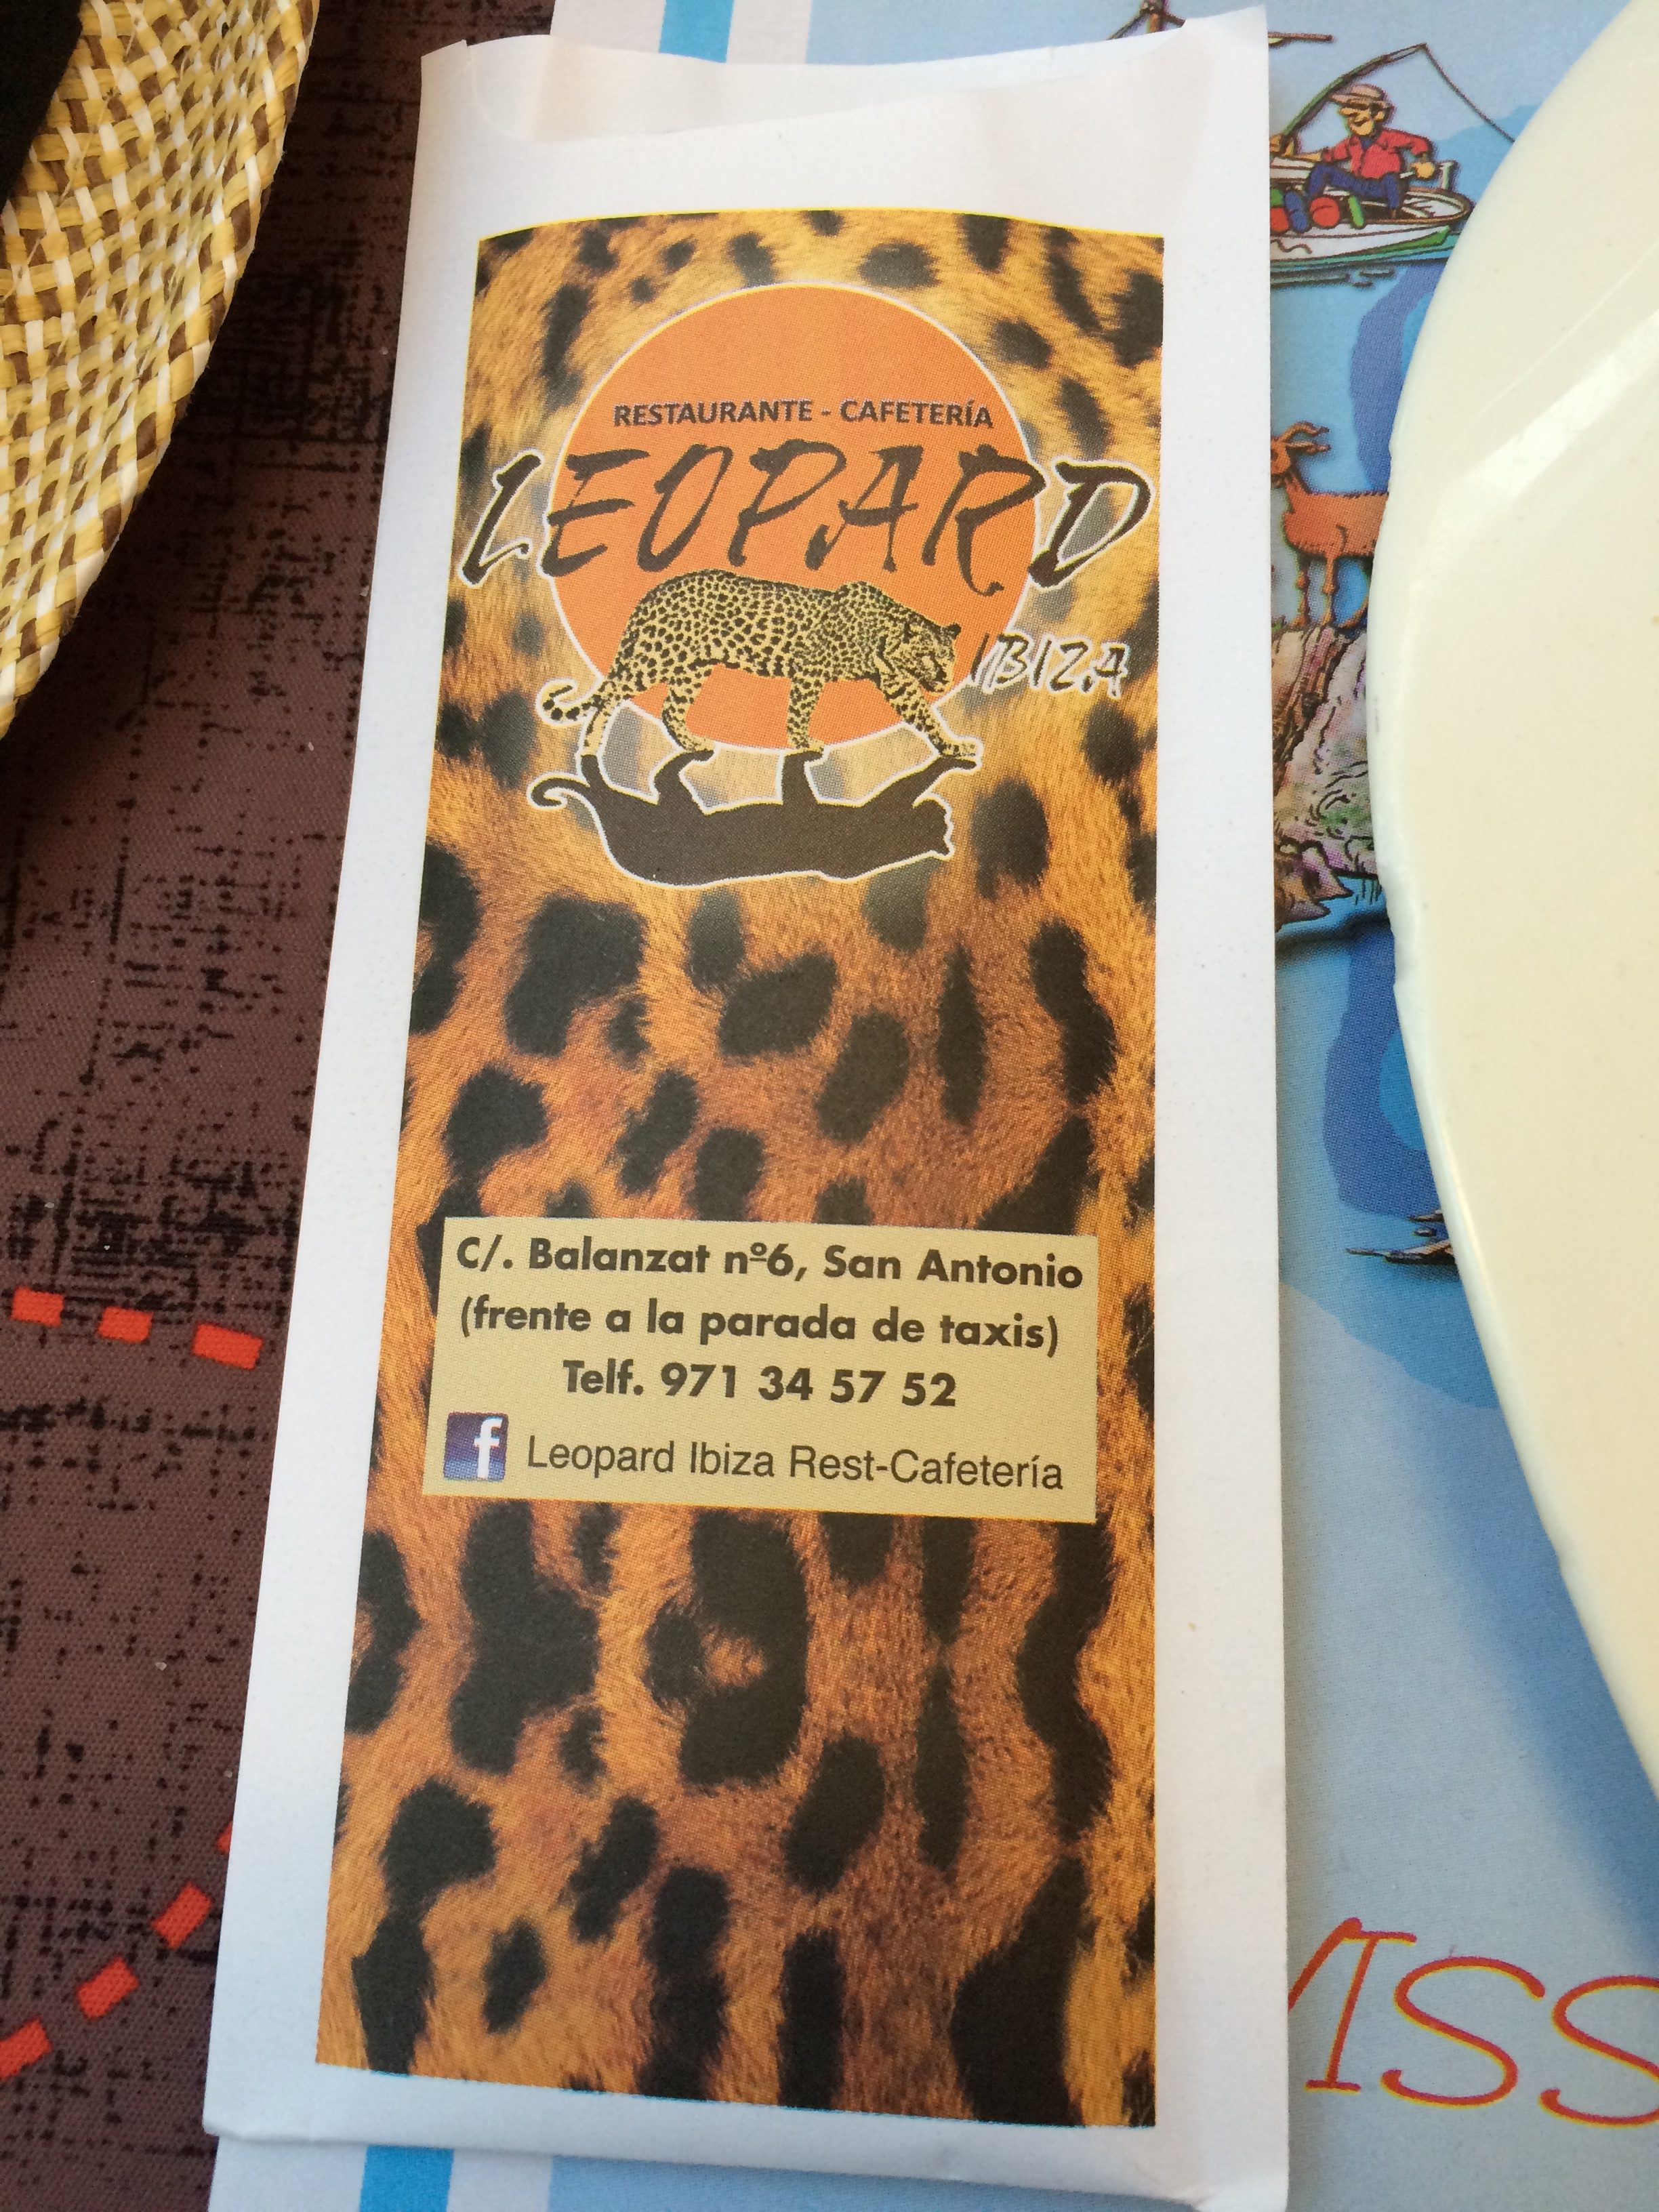 RESTAURANTE - CAFETERÍA
LEOPARD
IBIZA
C/. Balanzat nº6, San Antonio
(frente a la parada de taxis)
Telf. 971 34 57 52
f Leopard Ibiza Rest-Cafetería